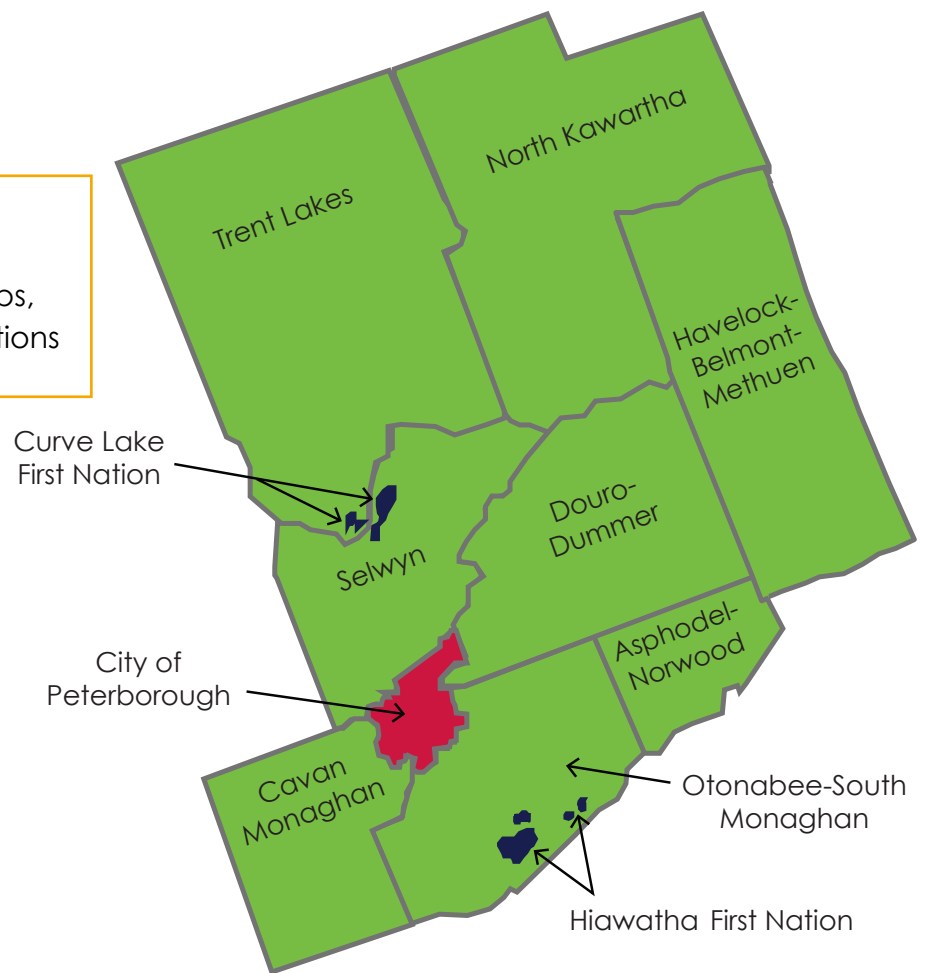 North Kawartha
Trent Lakes
tions
Havelock-
Belmont-
Methuen
Curve Lake
First Nation
Douro-
Dummer
Selwyn
Asphodel-
Norwood
City of
Peterborough
Cavan
Monaghan
Otonabee-South
Monaghan
Hiawatha First Nation